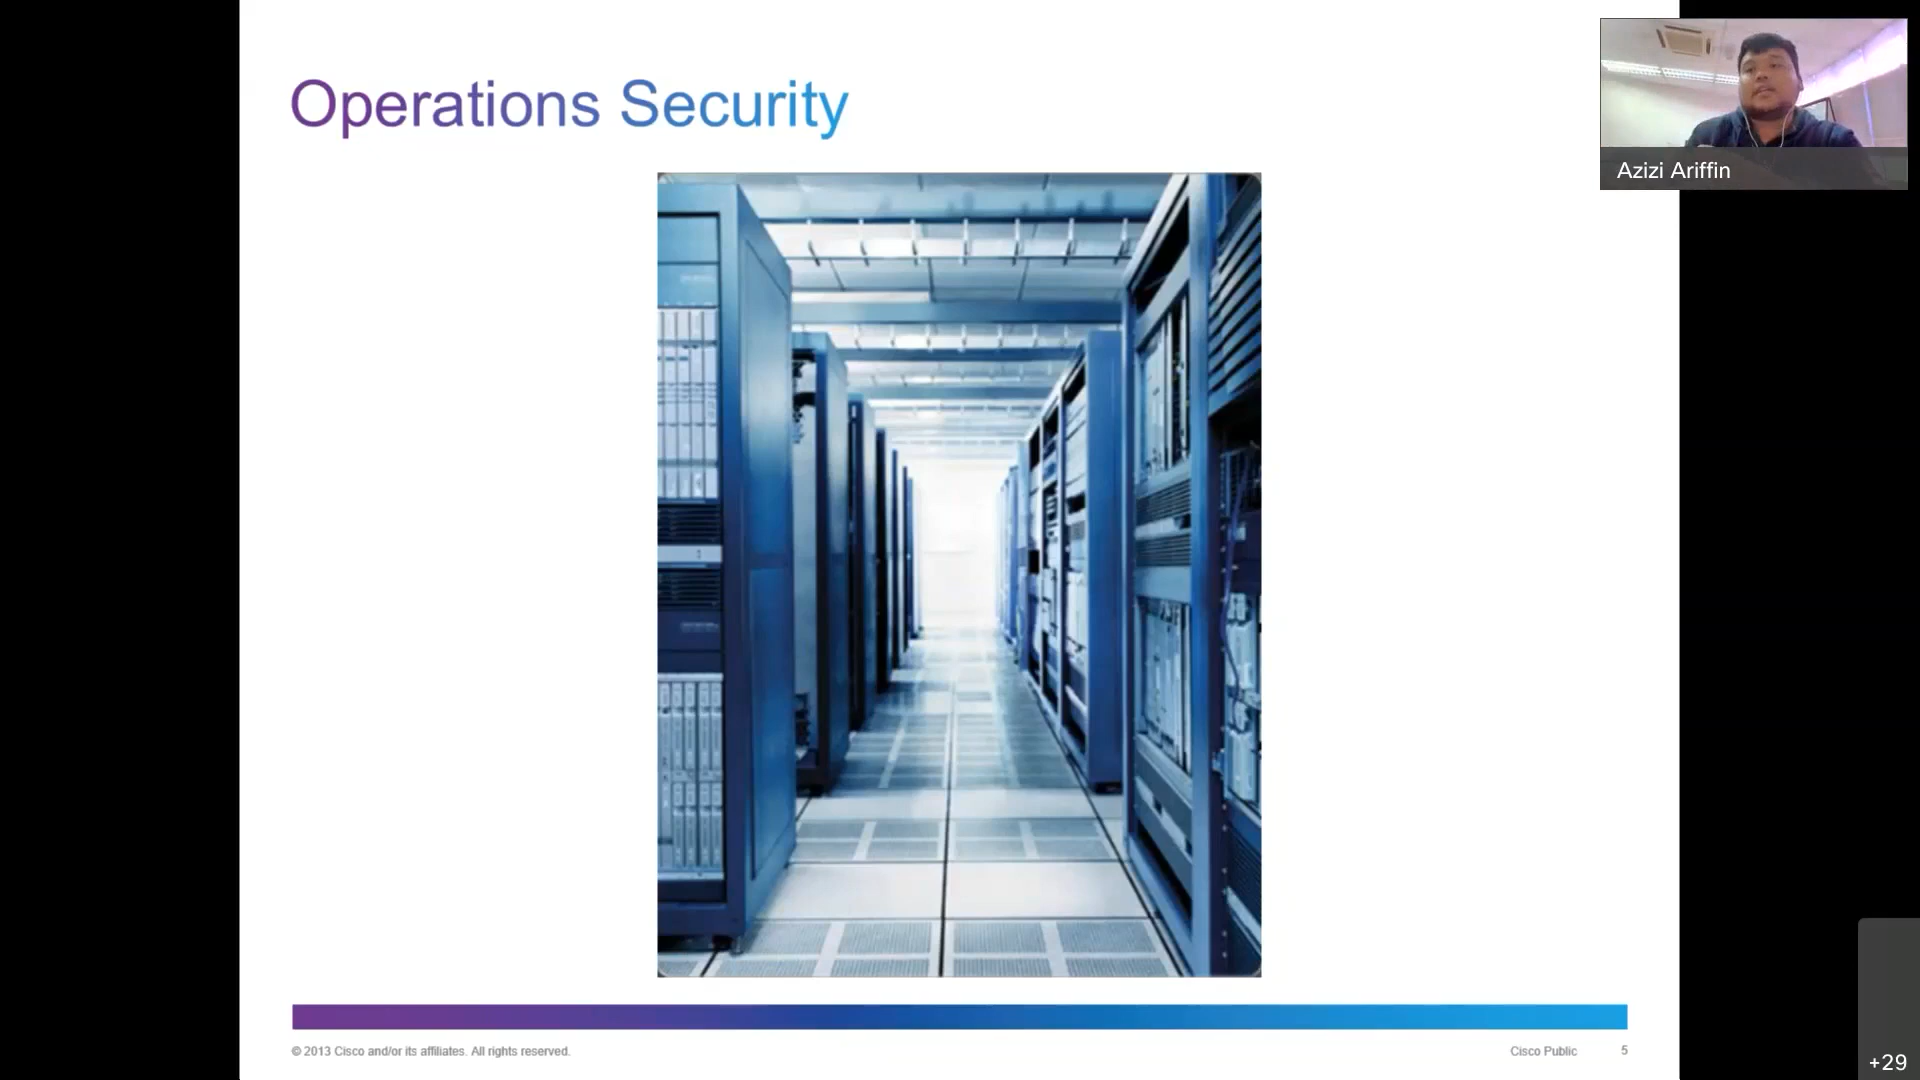 Operations Security
Azizi Ariffin
© 2013 Cisco and/or its affiliates. All rights reserved.
Cisco Public
5
+29